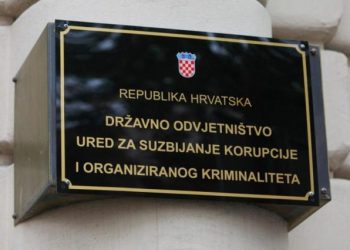 REPUBLIKA HRVATSKA
DRŽAVNO ODVJETNIŠTVO
URED ZA SUZBIJANJE KORUPCIJE
I ORGANIZIRANOG KRIMINALITETA